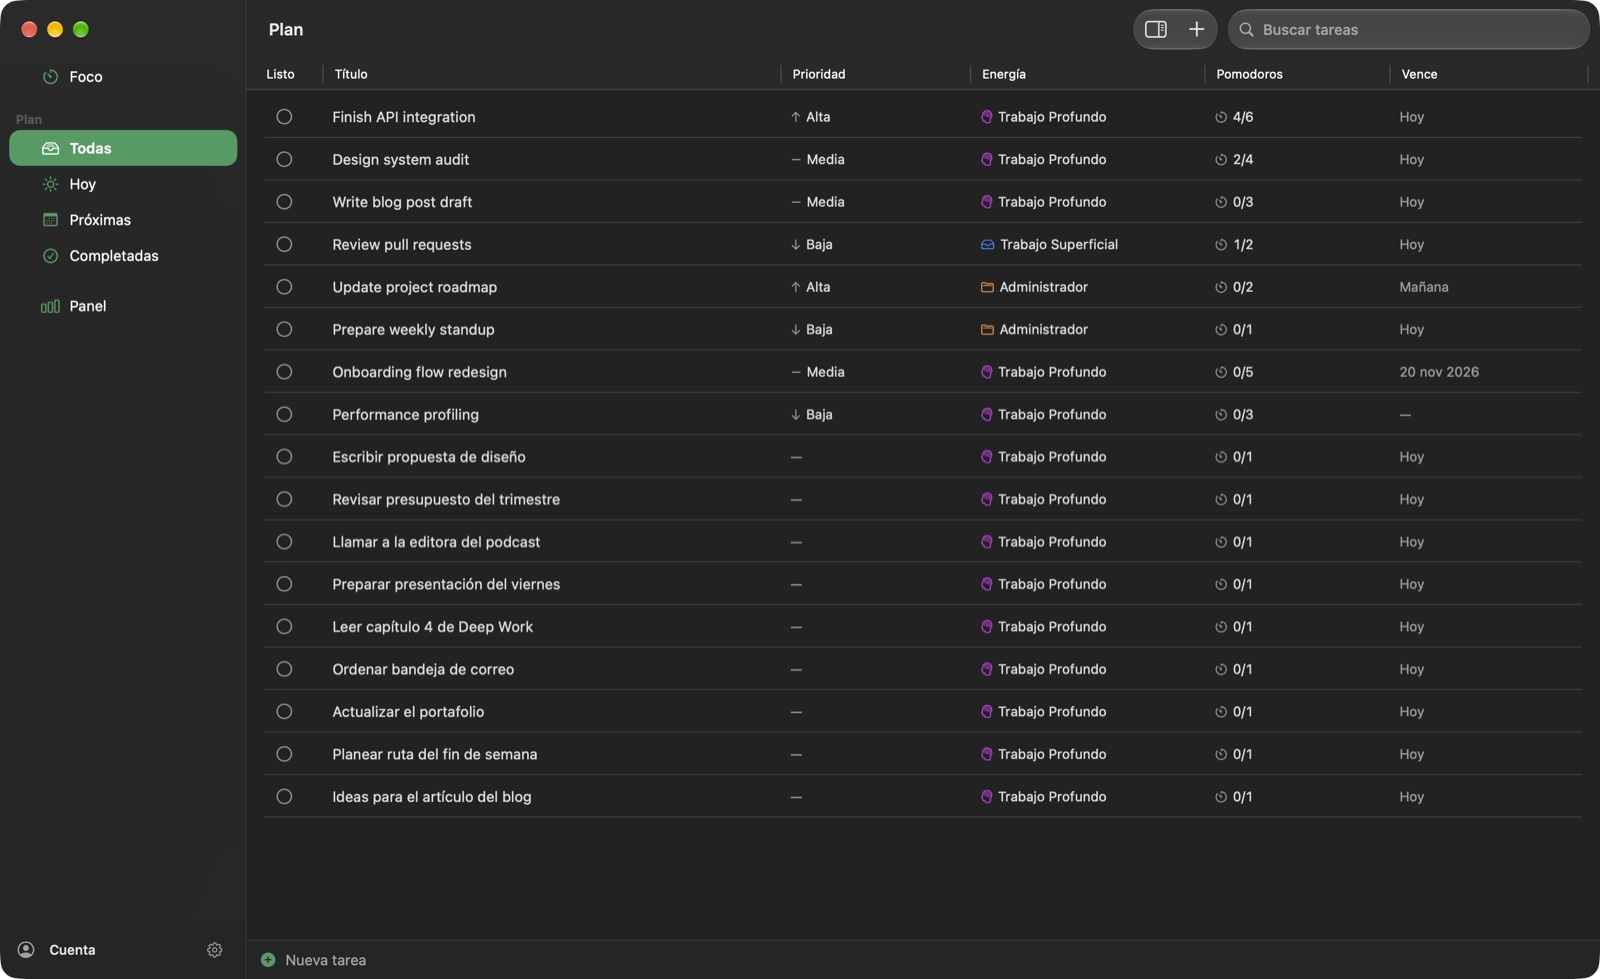 Plan
Buscar tareas
Foco
Plan
Todas
Hoy
Próximas
Completadas
Panel
Cuenta
Listo Título Prioridad Energía Pomodoros Vence
Finish API integration Alta Trabajo Profundo 4/6 Hoy
Design system audit — Media Trabajo Profundo 2/4 Hoy
Write blog post draft — Media Trabajo Profundo 0/3 Hoy
Review pull requests Baja Trabajo Superficial 1/2 Hoy
Update project roadmap Alta Administrador 0/2 Mañana
Prepare weekly standup Baja Administrador 0/1 Hoy
Onboarding flow redesign — Media Trabajo Profundo 0/5 20 nov 2026
Performance profiling Baja Trabajo Profundo 0/3 —
Escribir propuesta de diseño — Trabajo Profundo 0/1 Hoy
Revisar presupuesto del trimestre — Trabajo Profundo 0/1 Hoy
Llamar a la editora del podcast — Trabajo Profundo 0/1 Hoy
Preparar presentación del viernes — Trabajo Profundo 0/1 Hoy
Leer capítulo 4 de Deep Work — Trabajo Profundo 0/1 Hoy
Ordenar bandeja de correo — Trabajo Profundo 0/1 Hoy
Actualizar el portafolio — Trabajo Profundo 0/1 Hoy
Planear ruta del fin de semana — Trabajo Profundo 0/1 Hoy
Ideas para el artículo del blog — Trabajo Profundo 0/1 Hoy
Nueva tarea